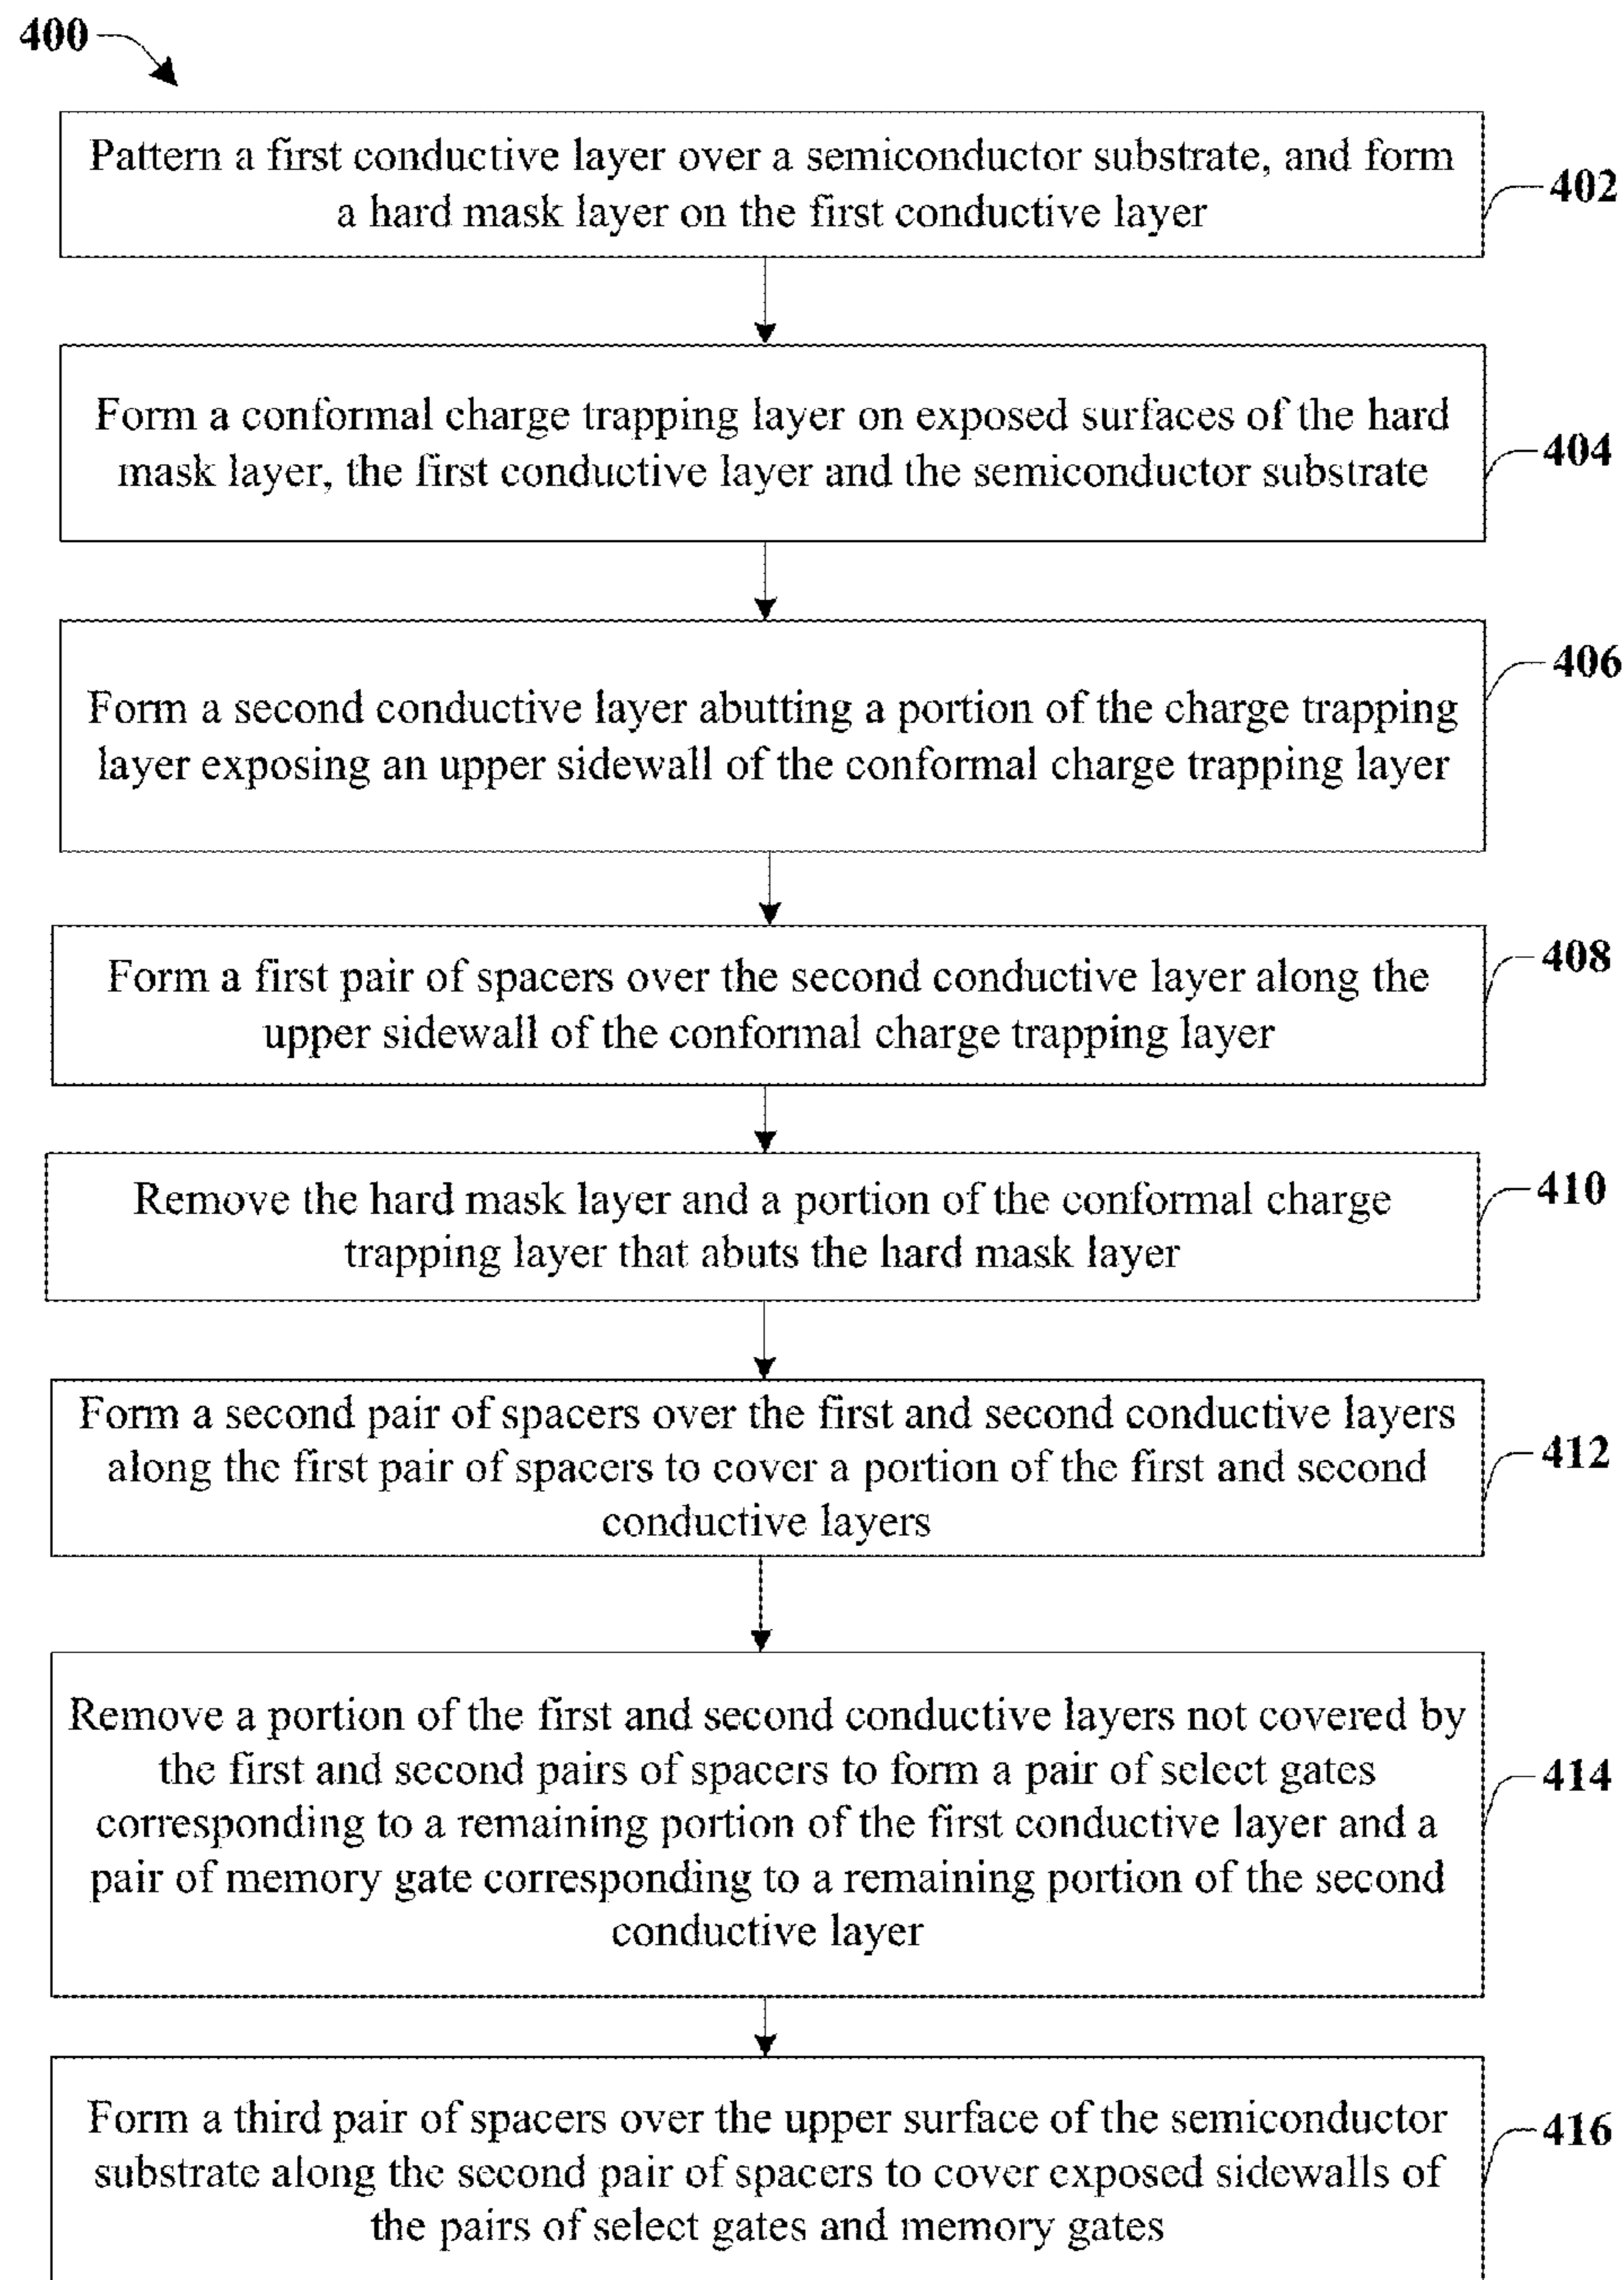 400
Pattern a first conductive layer over a semiconductor substrate, and form
a hard mask layer on the first conductive layer
402
Form a conformal charge trapping layer on exposed surfaces of the hard
mask layer, the first conductive layer and the semiconductor substrate
404
Form a second conductive layer abutting a portion of the charge trapping
layer exposing an upper sidewall of the conformal charge trapping layer
406
Form a first pair of spacers over the second conductive layer along the
upper sidewall of the conformal charge trapping layer
408
Remove the hard mask layer and a portion of the conformal charge
trapping layer that abuts the hard mask layer
410
Form a second pair of spacers over the first and second conductive layers
along the first pair of spacers to cover a portion of the first and second
conductive layers
412
Remove a portion of the first and second conductive layers not covered by
the first and second pairs of spacers to form a pair of select gates
corresponding to a remaining portion of the first conductive layer and a
pair of memory gate corresponding to a remaining portion of the second
conductive layer
414
Form a third pair of spacers over the upper surface of the semiconductor
substrate along the second pair of spacers to cover exposed sidewalls of
the pairs of select gates and memory gates
416